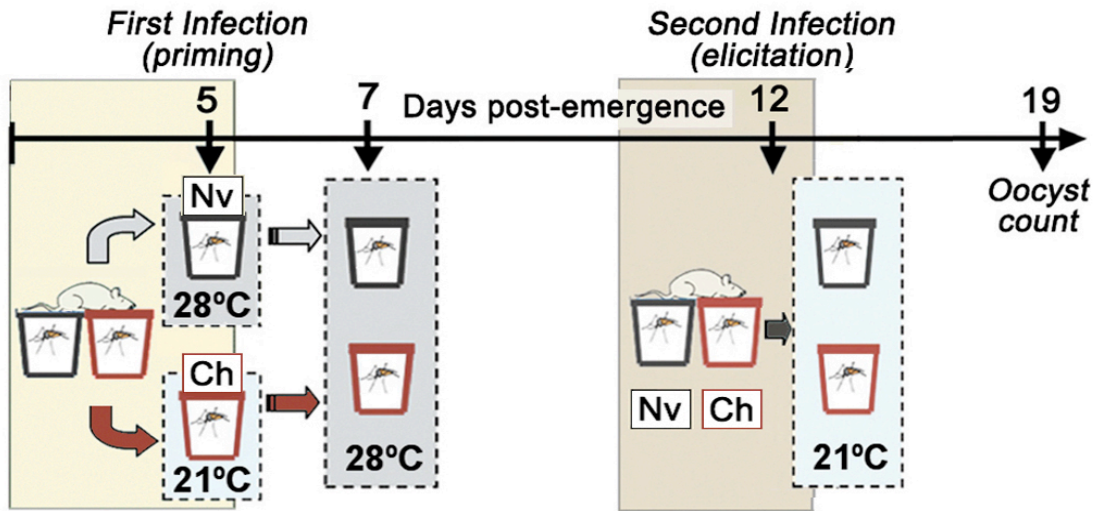 First Infection
(priming)
Second Infection
(elicitation)
5
7
Days post-emergence
12
19
Nv
28ºC
Ch
21ºC
28ºC
Nv
Ch
21ºC
Oocyst
count